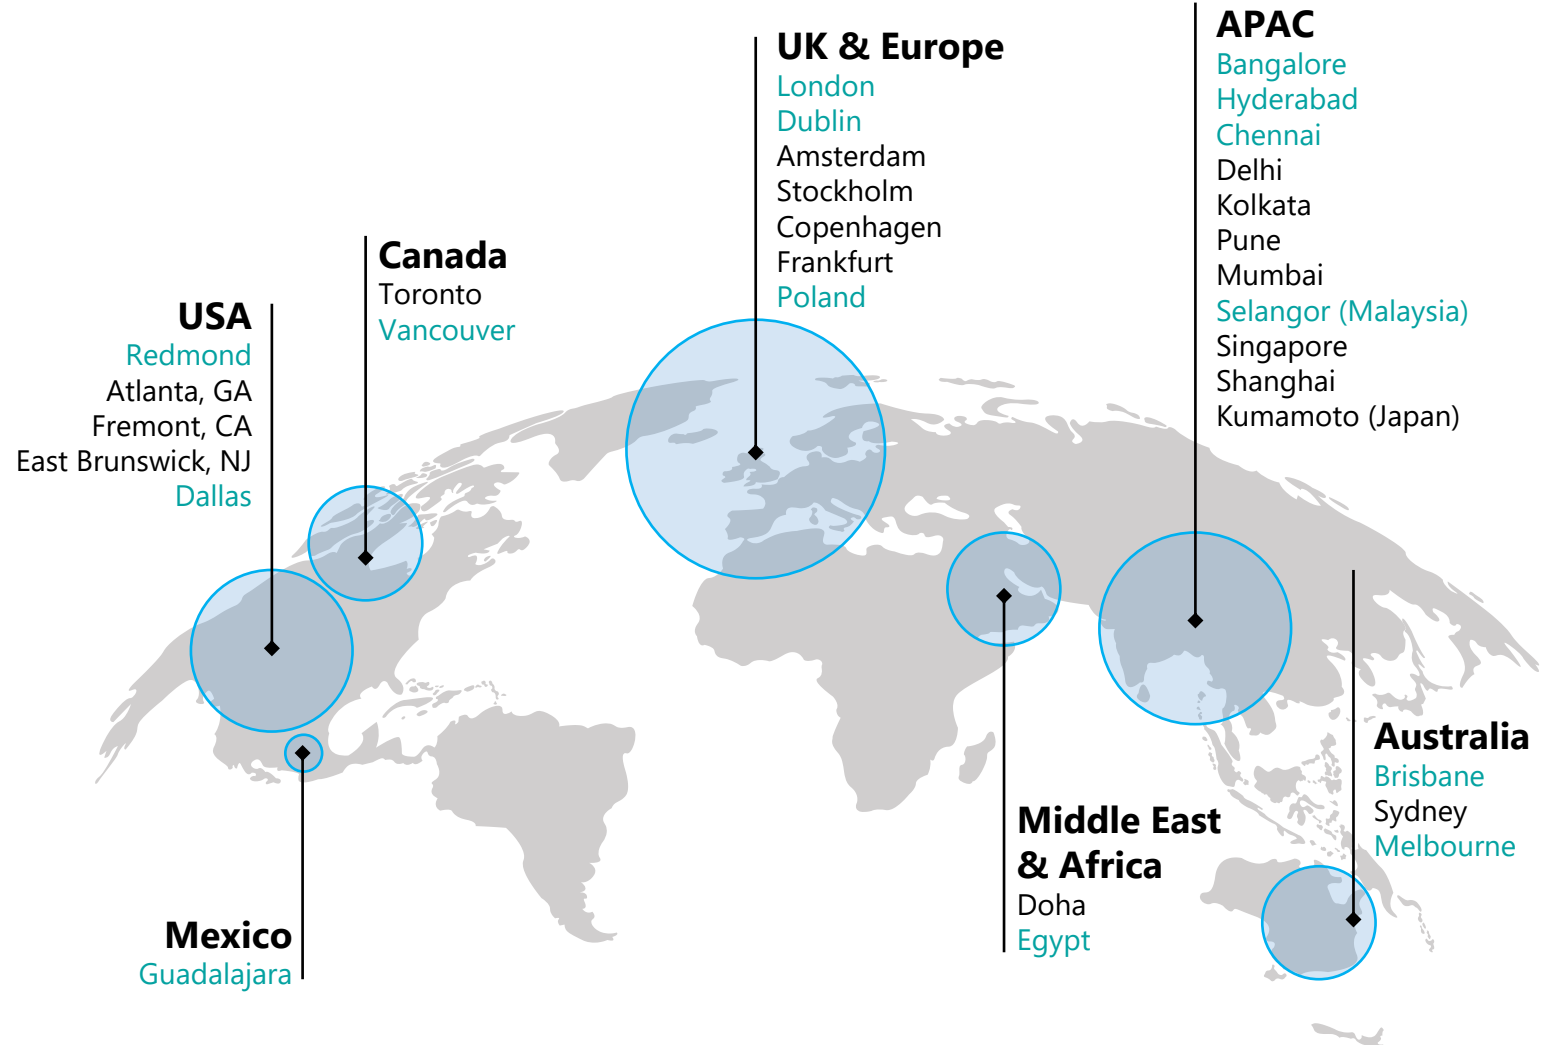 USA
Redmond
Atlanta, GA
Fremont, CA
East Brunswick, NJ
Dallas
Canada
Toronto
Vancouver
UK & Europe
London
Dublin
Amsterdam
Stockholm
Copenhagen
Frankfurt
Poland
APAC
Bangalore
Hyderabad
Chennai
Delhi
Kolkata
Pune
Mumbai
Selangor (Malaysia)
Singapore
Shanghai
Kumamoto (Japan)
Mexico
Guadalajara
Middle East
& Africa
Doha
Egypt
Australia
Brisbane
Sydney
Melbourne